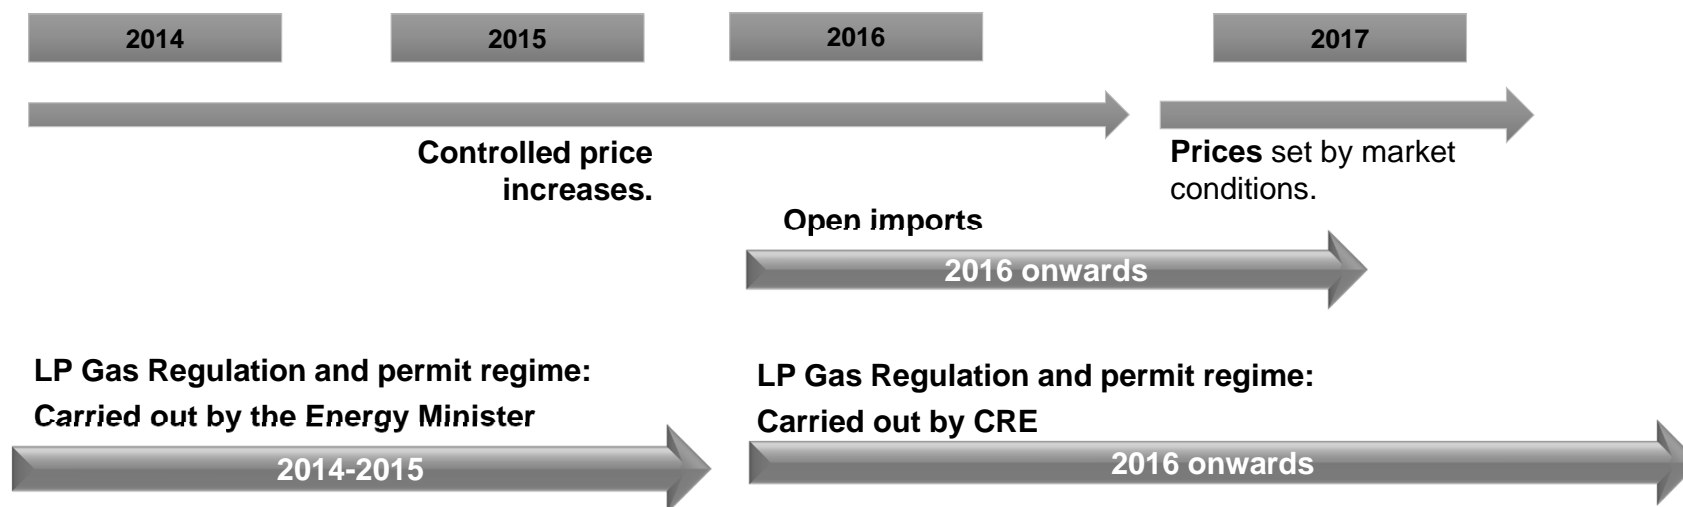 2014
2015
2016
2017
Controlled price
increases.
Prices set by market
conditions.
Open imports
2016 onwards
LP Gas Regulation and permit regime:
Carried out by the Energy Minister
2014-2015
LP Gas Regulation and permit regime:
Carried out by CRE
2016 onwards